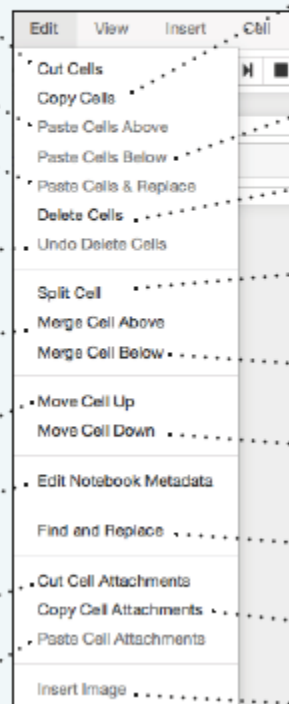 Edit View Insert Cell
Cut Cells
Copy Cells
Paste Cells Above
Paste Cells Below
Paste Cells & Replace
Delete Cells
Undo Delete Cells
Split Cell
Merge Cell Above
Merge Cell Below
Move Cell Up
Move Cell Down
Edit Notebook Metadata
Find and Replace
Cut Cell Attachments
Copy Cell Attachments
Paste Cell Attachments
Insert Image